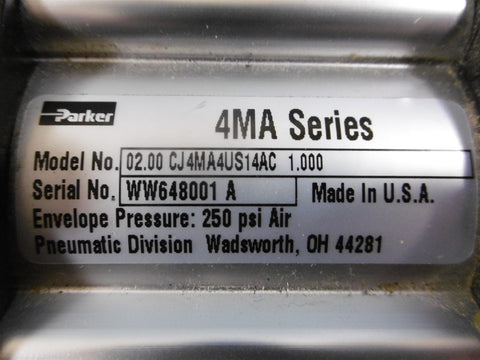 Parker
4MA Series
Model No. 02.00 CJ4MA4US14AC 1.000
Serial No. WW648001 A Made In U.S.A.
Envelope Pressure: 250 psi Air
Pneumatic Division Wadsworth, OH 44281